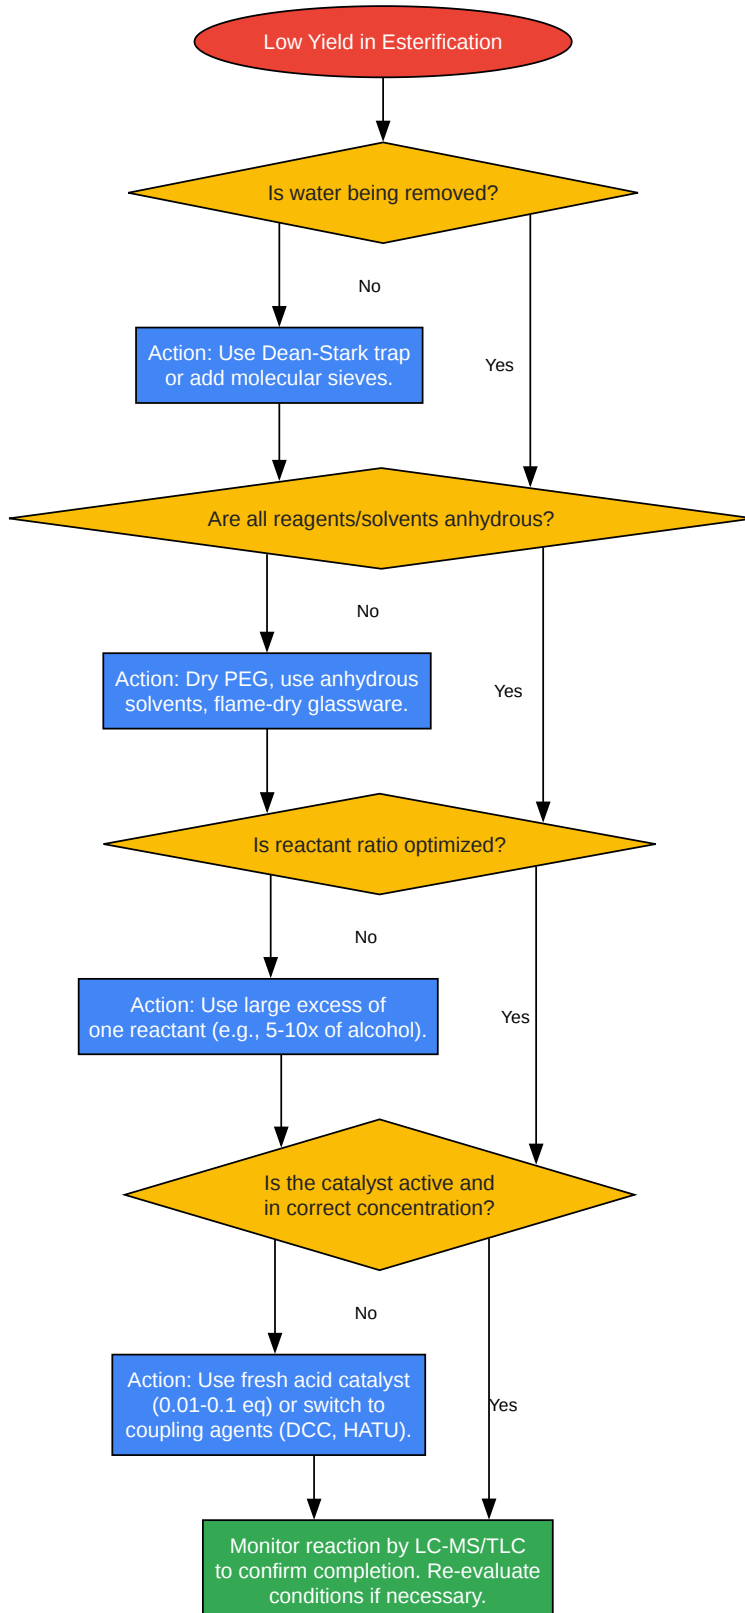 Low Yield in Esterification
Is water being removed?
No
Action: Use Dean-Stark trap
or add molecular sieves.
Yes
Are all reagents/solvents anhydrous?
No
Action: Dry PEG, use anhydrous
solvents, flame-dry glassware.
Yes
Is reactant ratio optimized?
No
Action: Use large excess of
one reactant (e.g., 5-10x of alcohol).
Yes
Is the catalyst active and
in correct concentration?
No
Action: Use fresh acid catalyst
(0.01-0.1 eq) or switch to
coupling agents (DCC, HATU).
Yes
Monitor reaction by LC-MS/TLC
to confirm completion. Re-evaluate
conditions if necessary.